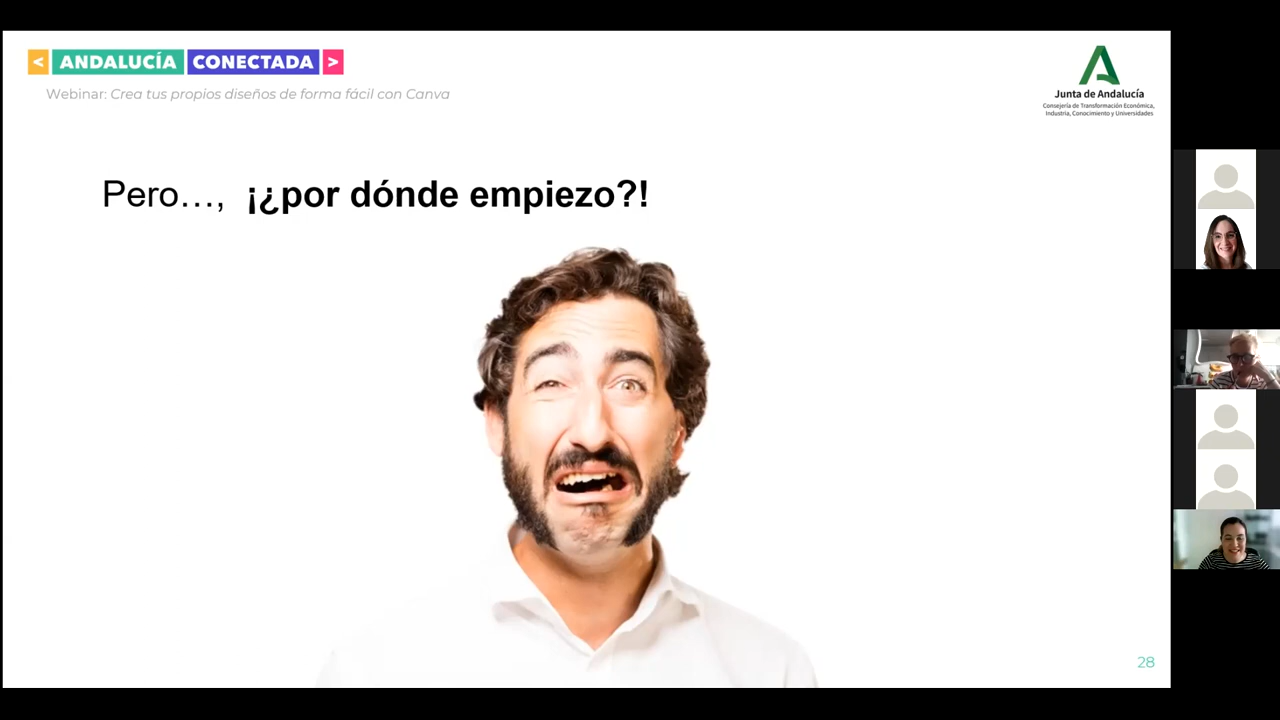 < ANDALUCÍA CONECTADA >
Webinar: Crea tus propios diseños de forma fácil con Canva
Junta de Andalucía
Consejería de Transformación Económica,
Industria, Conocimiento y Universidades
Pero…, ¡¿por dónde empiezo?!
28